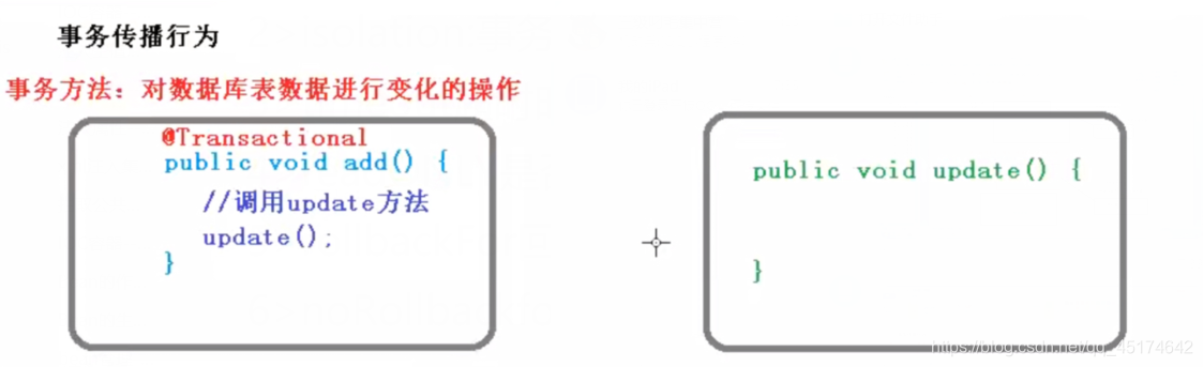 事务传播行为
事务方法：对数据库表数据进行变化的操作
@Transactional
public void add() {
//调用update方法
update();
}
public void update() {
}
https://blog.csdn.net/qq_45174642